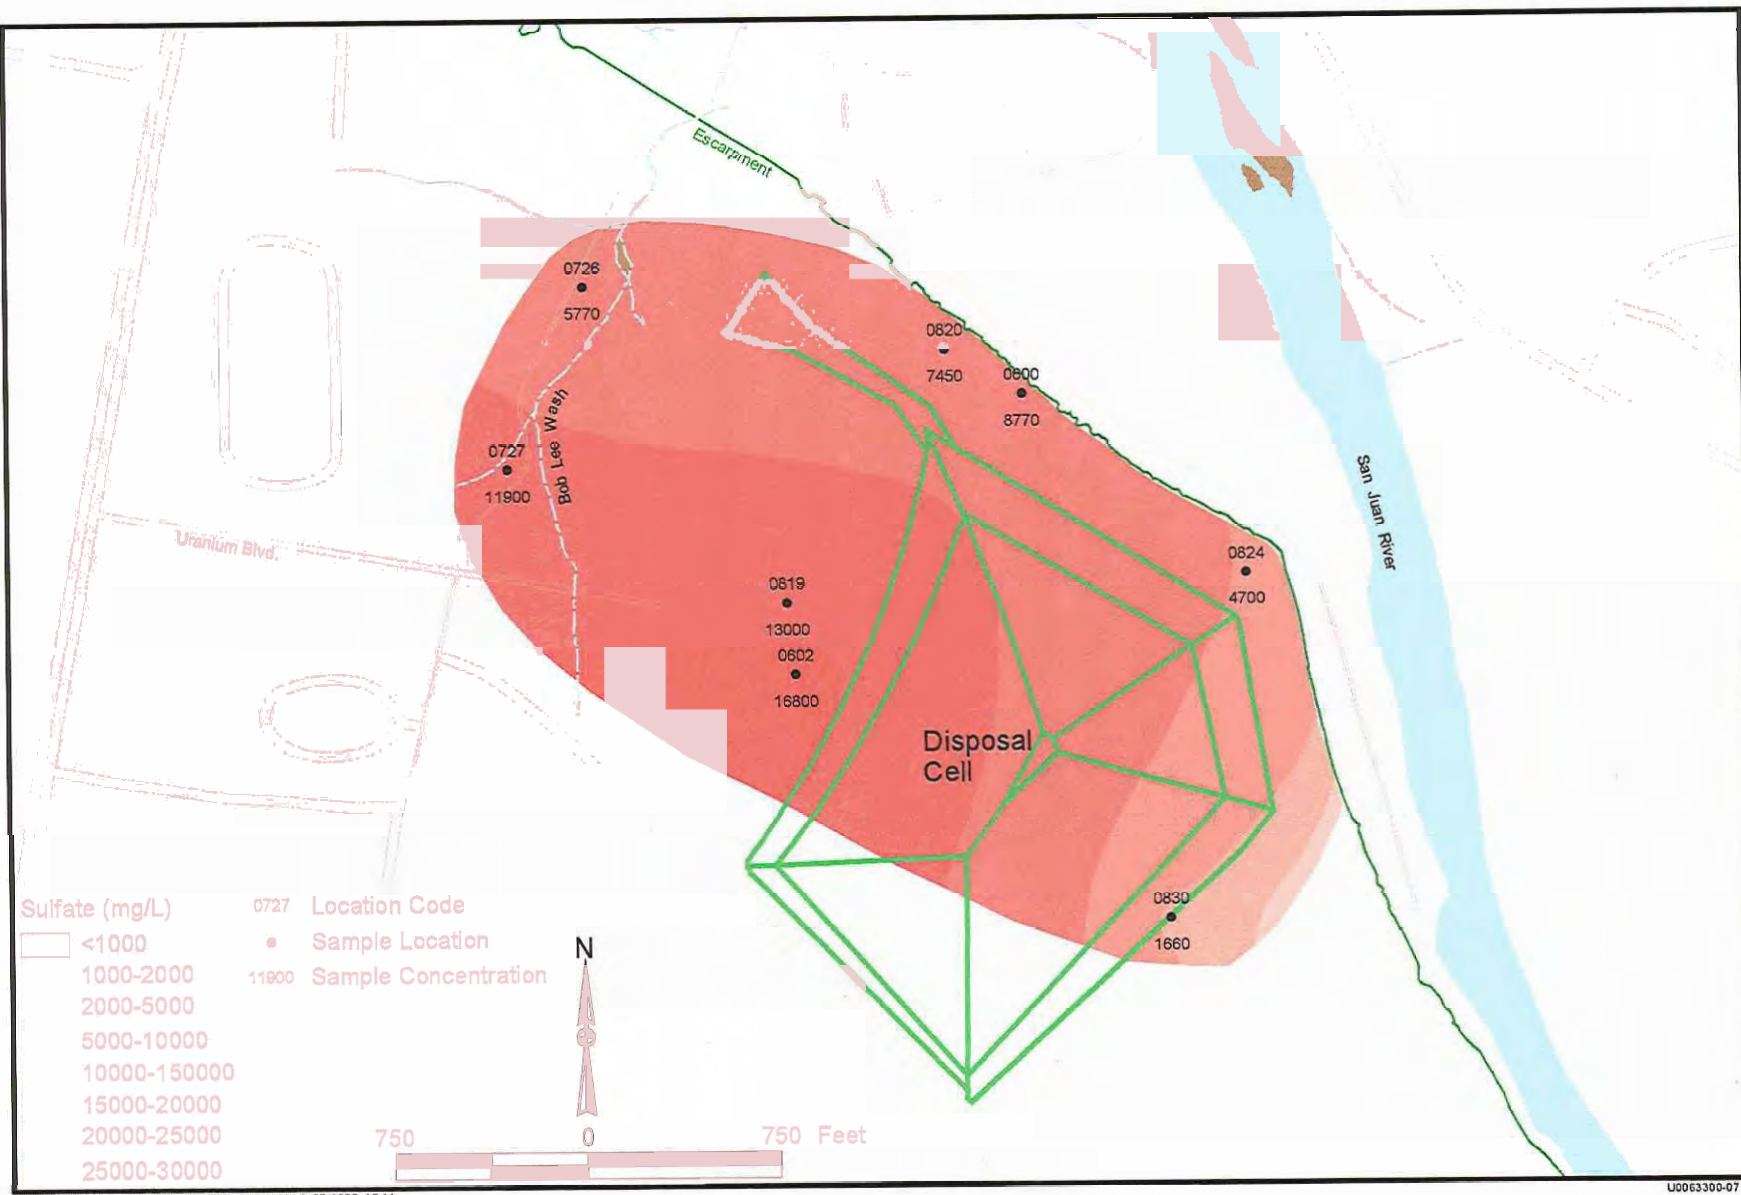 Escarpment
0726
5770
0820
7450
0600
8770
Bob Lee Wash
0727
11900
San Juan River
Uranium Blvd.
0824
4700
0819
13000
0602
16800
Disposal
Cell
0830
1660
Sulfate (mg/L)
<1000
1000-2000
2000-5000
5000-10000
10000-150000
15000-20000
20000-25000
25000-30000
0727 Location Code
Sample Location
11900 Sample Concentration
N
750 0 750 Feet
U0063300-07